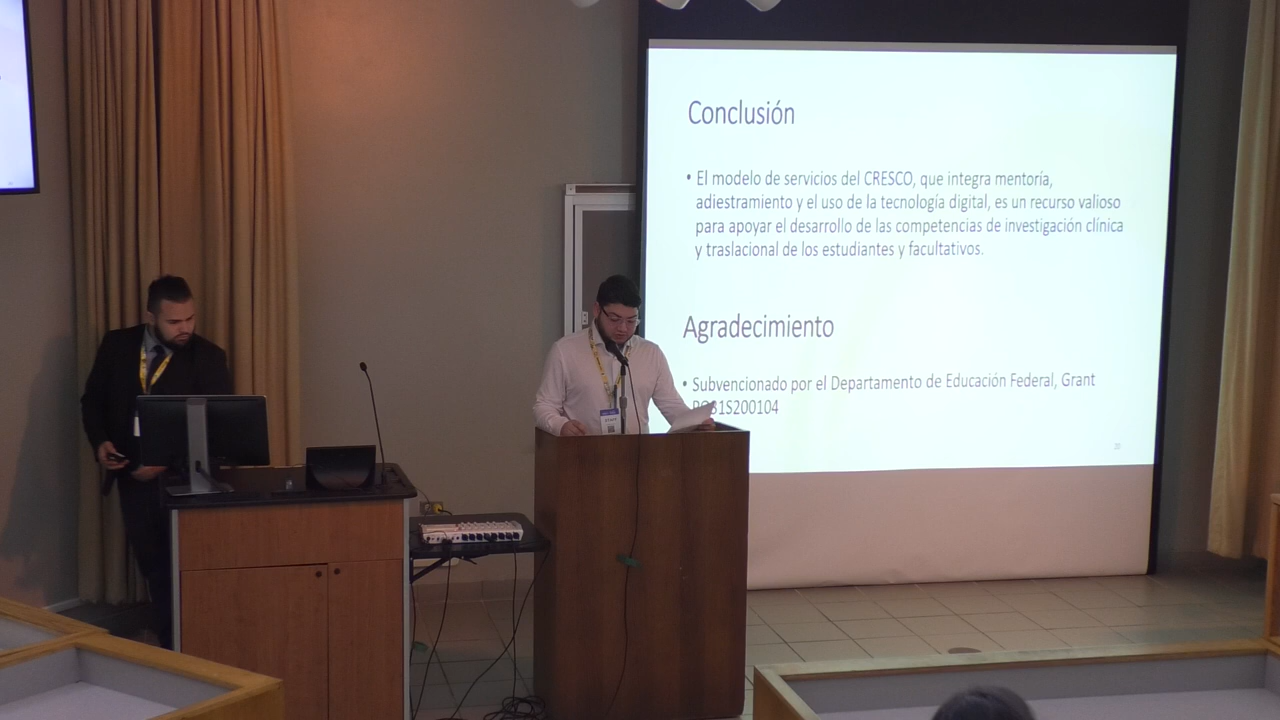 Conclusión
• El modelo de servicios del CRESCO, que integra mentoría,
adiestramiento y el uso de la tecnología digital, es un recurso valioso
para apoyar el desarrollo de las competencias de investigación clínica
y traslacional de los estudiantes y facultativos.
Agradecimiento
• Subvencionado por el Departamento de Educación Federal, Grant